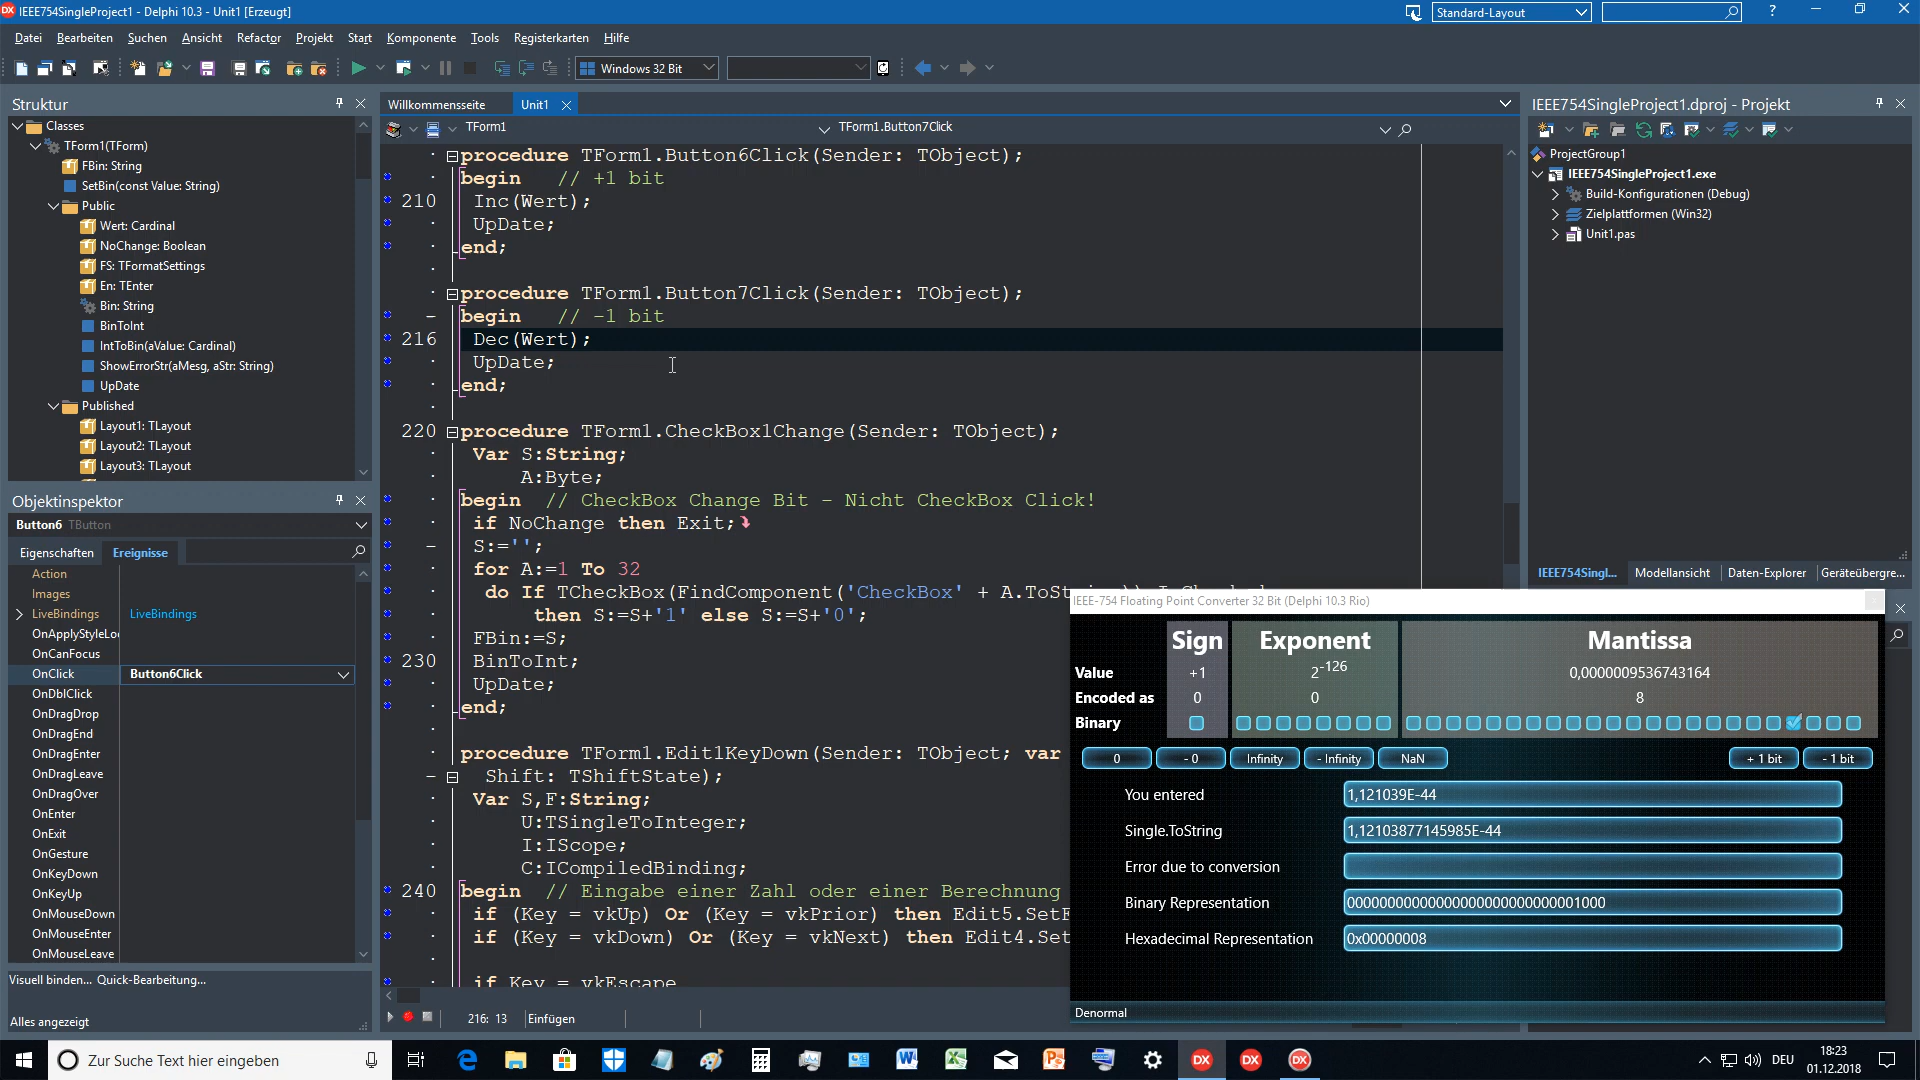 IEEE754SingleProject1 - Delphi 10.3 - Unit1 [Erzeugt]
Standard-Layout
Datei Bearbeiten Suchen Ansicht Refactor Projekt Start Komponente Tools Registerkarten Hilfe
Windows 32 Bit
Struktur
Classes
TForm1(TForm)
FBin: String
SetBin(const Value: String)
Public
Wert: Cardinal
NoChange: Boolean
FS: TFormatSettings
En: TEnter
Bin: String
BinToInt
IntToBin(aValue: Cardinal)
ShowErrorStr(aMesg, aStr: String)
UpDate
Published
Layout1: TLayout
Layout2: TLayout
Layout3: TLayout
Objektinspektor
Button6 TButton
Eigenschaften Ereignisse
Action
Images
LiveBindings LiveBindings
OnApplyStyleLo
OnCanFocus
OnClick Button6Click
OnDblClick
OnDragDrop
OnDragEnd
OnDragEnter
OnDragLeave
OnDragOver
OnEnter
OnExit
OnGesture
OnKeyDown
OnKeyUp
OnMouseDown
OnMouseEnter
OnMouseLeave
Visuell binden... Quick-Bearbeitung...
Alles angezeigt
Willkommensseite Unit1
TForm1 TForm1.Button7Click
procedure TForm1.Button6Click(Sender: TObject);
begin // +1 bit
210 Inc(Wert);
UpDate;
end;
procedure TForm1.Button7Click(Sender: TObject);
begin // -1 bit
216 Dec(Wert);
UpDate;
end;
220 procedure TForm1.CheckBox1Change(Sender: TObject);
Var S:String;
A:Byte;
begin // CheckBox Change Bit - Nicht CheckBox Click!
if NoChange then Exit;
S:='';
for A:=1 To 32
do If TCheckBox(FindComponent('CheckBox' + A.ToSt
then S:=S+'1' else S:=S+'0';
FBin:=S;
230 BinToInt;
UpDate;
end;
procedure TForm1.Edit1KeyDown(Sender: TObject; var
Shift: TShiftState);
Var S,F:String;
U:TSingleToInteger;
I:IScope;
C:ICompiledBinding;
240 begin // Eingabe einer Zahl oder einer Berechnung
if (Key = vkUp) Or (Key = vkPrior) then Edit5.SetF
if (Key = vkDown) Or (Key = vkNext) then Edit4.Set
if Key = vkEscape
216: 13 Einfügen
IEEE754SingleProject1.dproj - Projekt
ProjectGroup1
IEEE754SingleProject1.exe
Build-Konfigurationen (Debug)
Zielplattformen (Win32)
Unit1.pas
IEEE754Singl... Modellansicht Daten-Explorer Geräteübergre...
IEEE-754 Floating Point Converter 32 Bit (Delphi 10.3 Rio)
Sign Exponent Mantissa
Value +1 2-126 0,0000009536743164
Encoded as 0 0 8
Binary
0 - 0 Infinity - Infinity NaN + 1 bit - 1 bit
You entered 1,121039E-44
Single.ToString 1,12103877145985E-44
Error due to conversion
Binary Representation 00000000000000000000000000001000
Hexadecimal Representation 0x00000008
Denormal
Zur Suche Text hier eingeben
DEU
18:23
01.12.2018